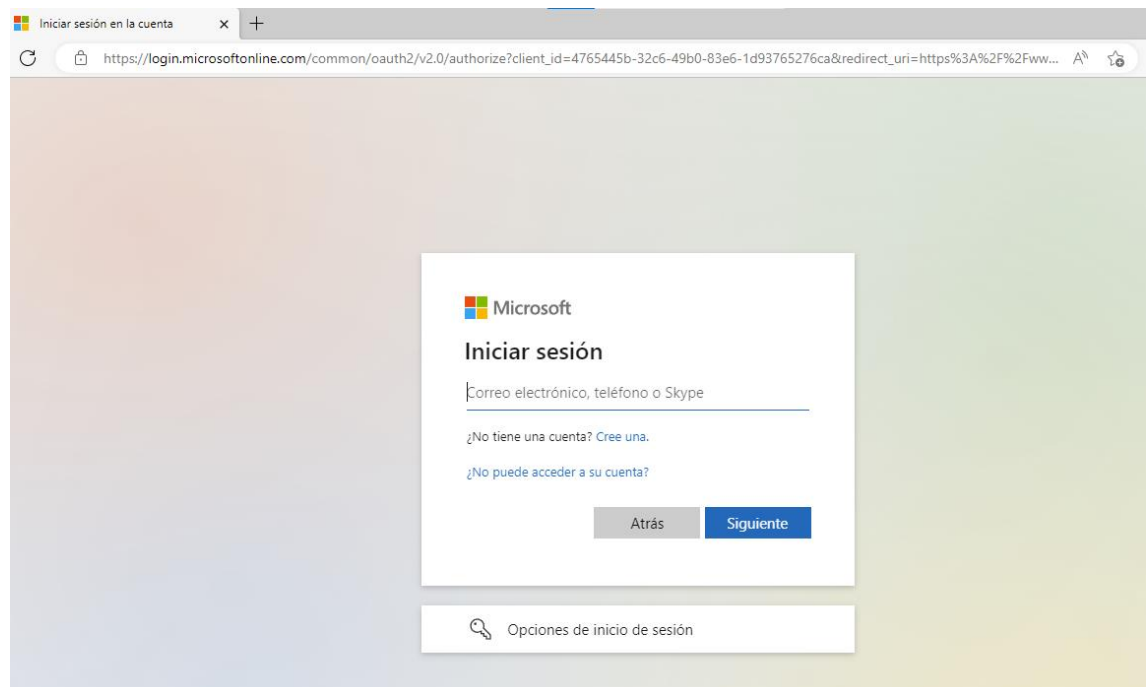 Iniciar sesión en la cuenta
https://login.microsoftonline.com/common/oauth2/v2.0/authorize?client_id=4765445b-32c6-49b0-83e6-1d93765276ca&redirect_uri=https%3A%2F%2Fww...
Microsoft
Iniciar sesión
Correo electrónico, teléfono o Skype
¿No tiene una cuenta? Cree una.
¿No puede acceder a su cuenta?
Atrás Siguiente
Opciones de inicio de sesión